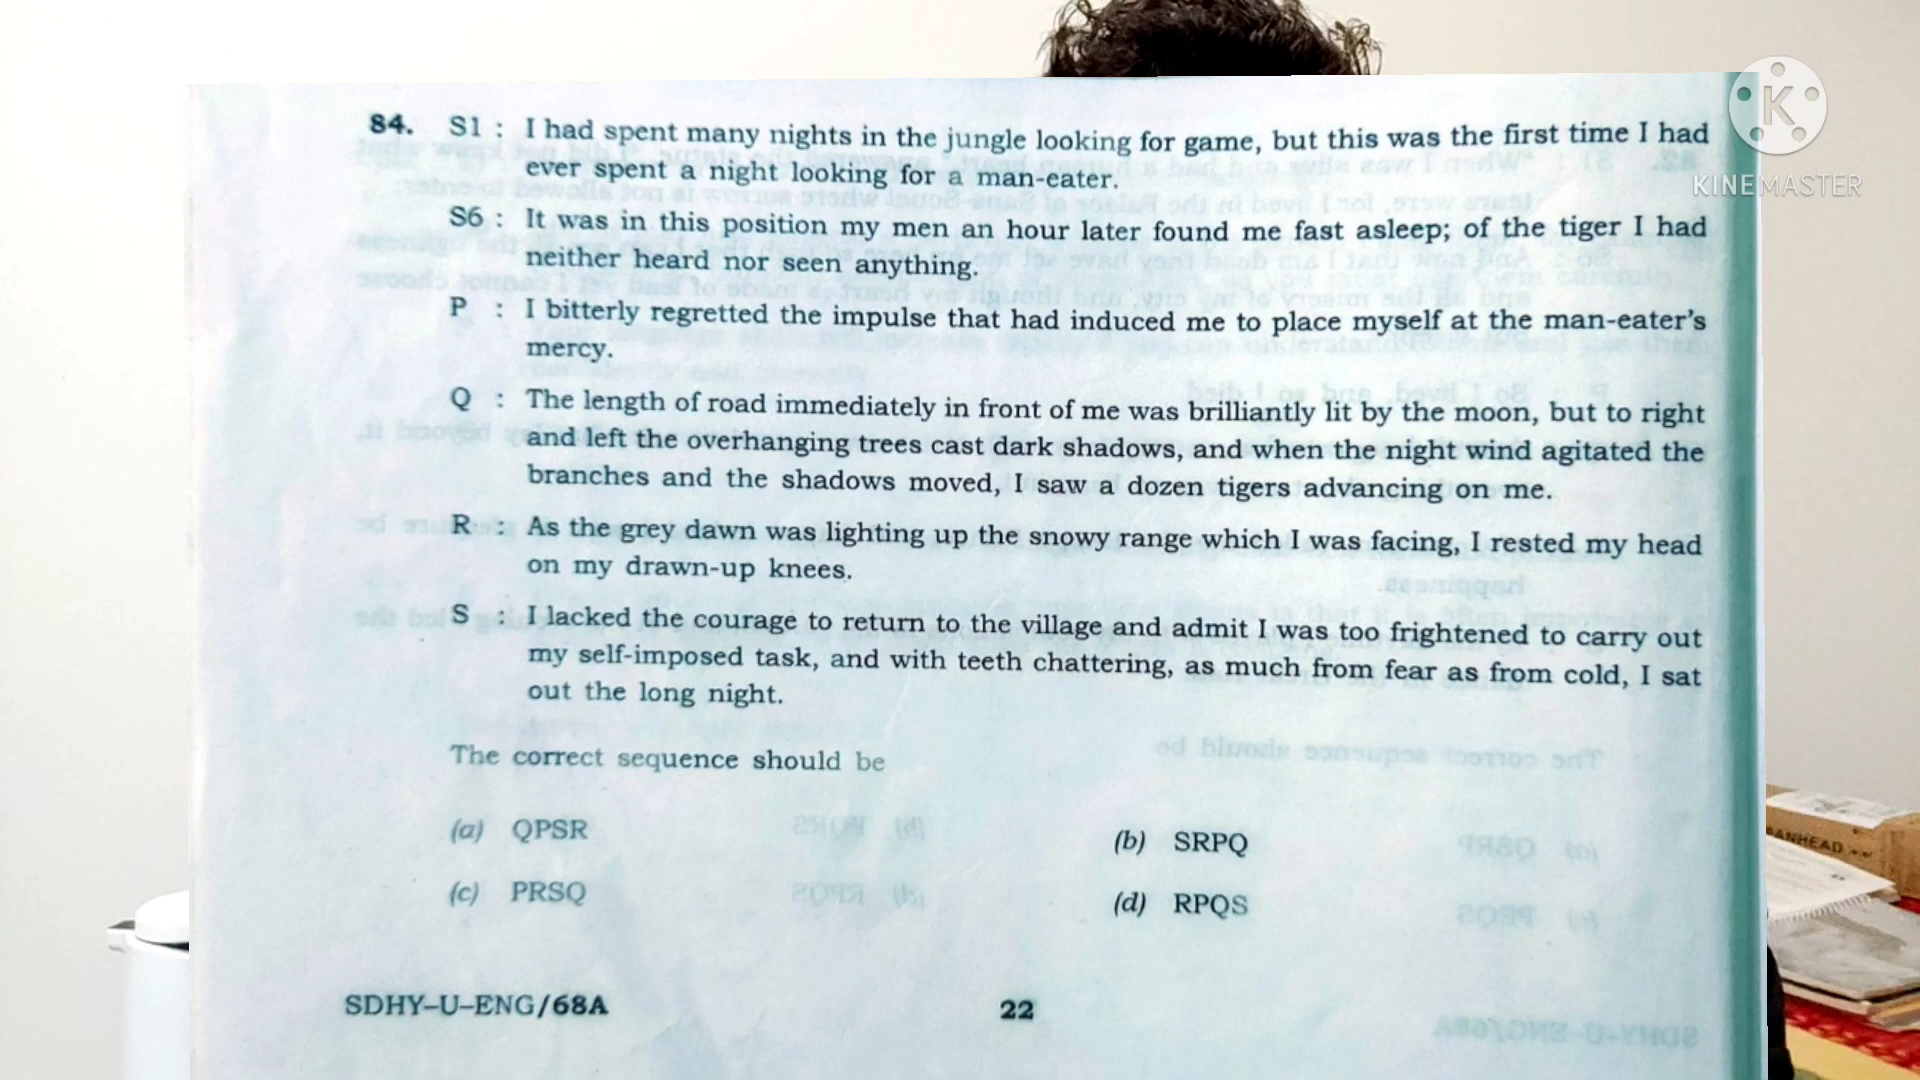 84. S1 : I had spent many nights in the jungle looking for game, but this was the first time I had
ever spent a night looking for a man-eater.
S6 : It was in this position my men an hour later found me fast asleep; of the tiger I had
neither heard nor seen anything.
P : I bitterly regretted the impulse that had induced me to place myself at the man-eater's
mercy.
Q : The length of road immediately in front of me was brilliantly lit by the moon, but to right
and left the overhanging trees cast dark shadows, and when the night wind agitated the
branches and the shadows moved, I saw a dozen tigers advancing on me.
R : As the grey dawn was lighting up the snowy range which I was facing, I rested my head
on my drawn-up knees.
S : I lacked the courage to return to the village and admit I was too frightened to carry out
my self-imposed task, and with teeth chattering, as much from fear as from cold, I sat
out the long night.
The correct sequence should be
(a) QPSR
(b) SRPQ
(c) PRSQ
(d) RPQS
SDHY-U-ENG/68A
22
K
KINEMASTER